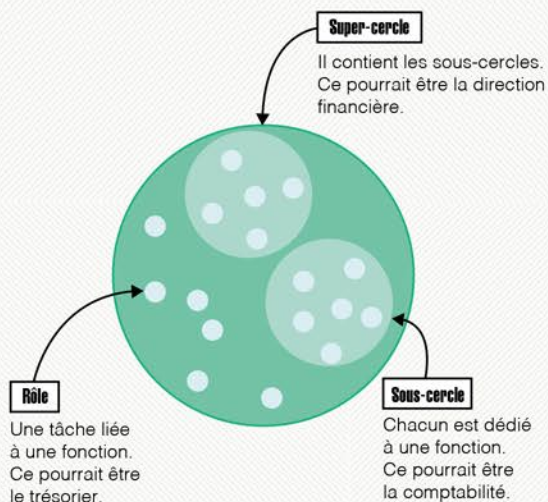 Super-cercle
Il contient les sous-cercles.
Ce pourrait être la direction
financière.
Rôle
Une tâche liée
à une fonction.
Ce pourrait être
le trésorier.
Sous-cercle
Chacun est dédié
à une fonction.
Ce pourrait être
la comptabilité.